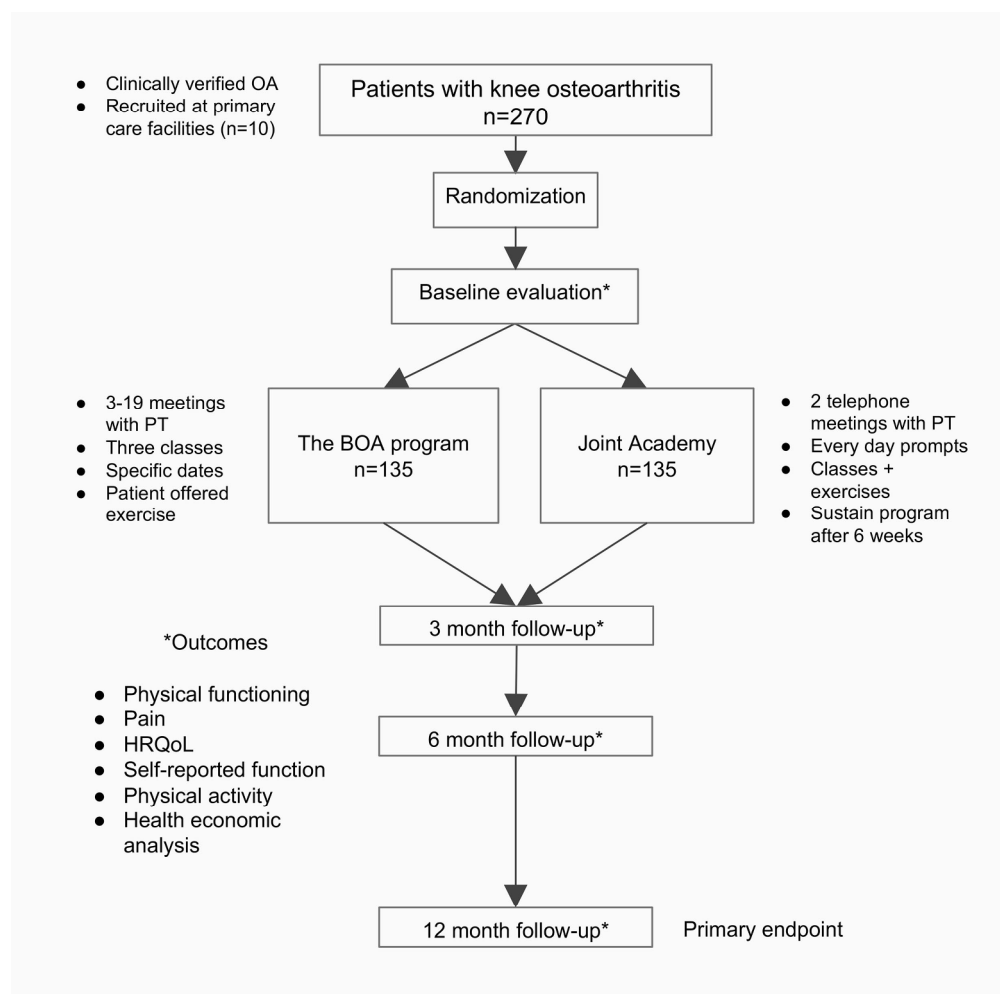 ● Clinically verified OA
● Recruited at primary
care facilities (n=10)
Patients with knee osteoarthritis
n=270
Randomization
Baseline evaluation*
● 3-19 meetings
with PT
● Three classes
● Specific dates
● Patient offered
exercise
The BOA program
n=135
Joint Academy
n=135
● 2 telephone
meetings with PT
● Every day prompts
● Classes +
exercises
● Sustain program
after 6 weeks
3 month follow-up*
*Outcomes
● Physical functioning
● Pain
● HRQoL
● Self-reported function
● Physical activity
● Health economic
analysis
6 month follow-up*
12 month follow-up*
Primary endpoint